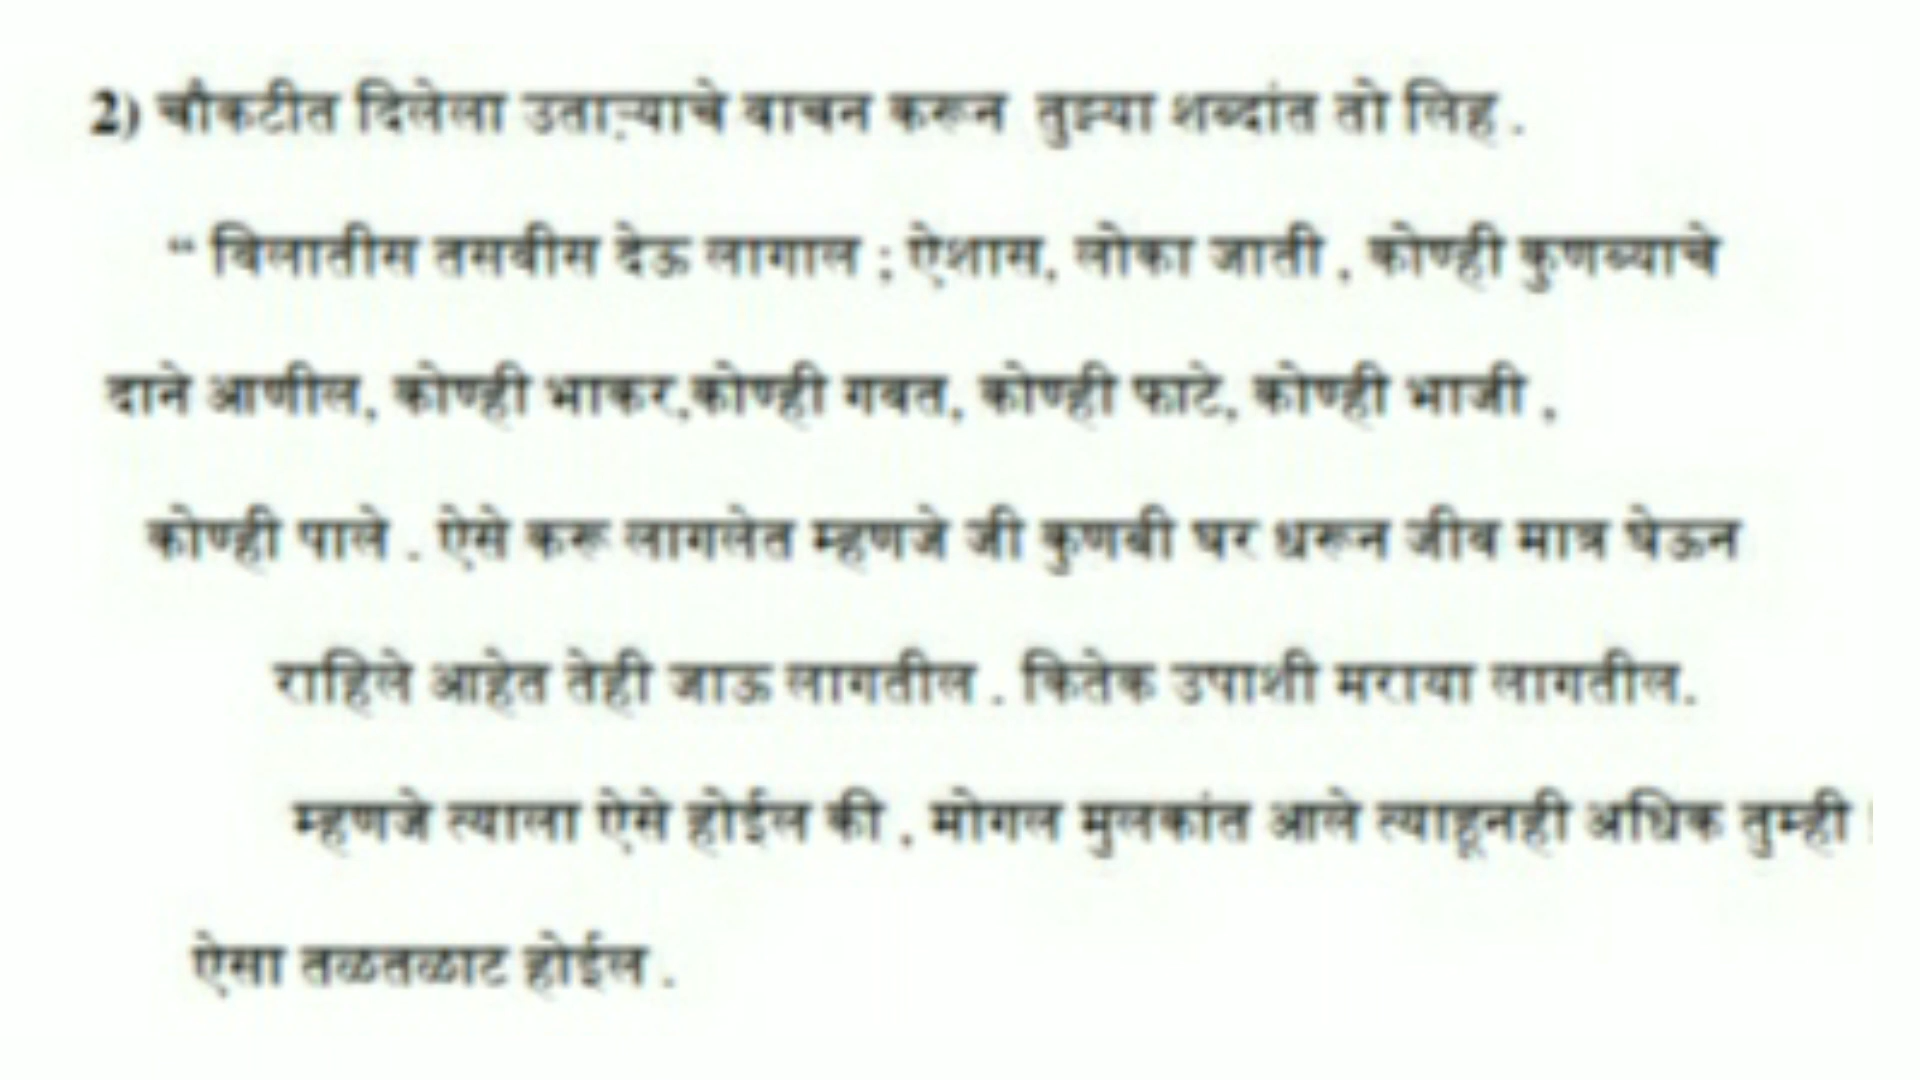 2) चौकटीत दिलेला उताऱ्याचे वाचन करून तुझ्या शब्दांत तो लिह .
“ विलातीस तसवीस देऊ लागाल ; ऐशास, लोका जाती , कोण्ही कुणब्याचे
दाने आणील, कोण्ही भाकर,कोण्ही गवत, कोण्ही फाटे, कोण्ही भाजी ,
कोण्ही पाले . ऐसे करू लागलेत म्हणजे जी कुणबी घर धरून जीव मात्र घेऊन
राहिले आहेत तेही जाऊ लागतील . कितेक उपाशी मराया लागतील.
म्हणजे त्याला ऐसे होईल की , मोगल मुलकांत आले त्याहूनही अधिक तुम्ही
ऐसा तळतळाट होईल .